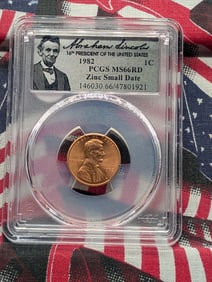 Abraham Lincoln
16TH PRESIDENT OF THE UNITED STATES
1982 1C
PCGS MS66RD
Zinc Small Date
146030.66/47801921